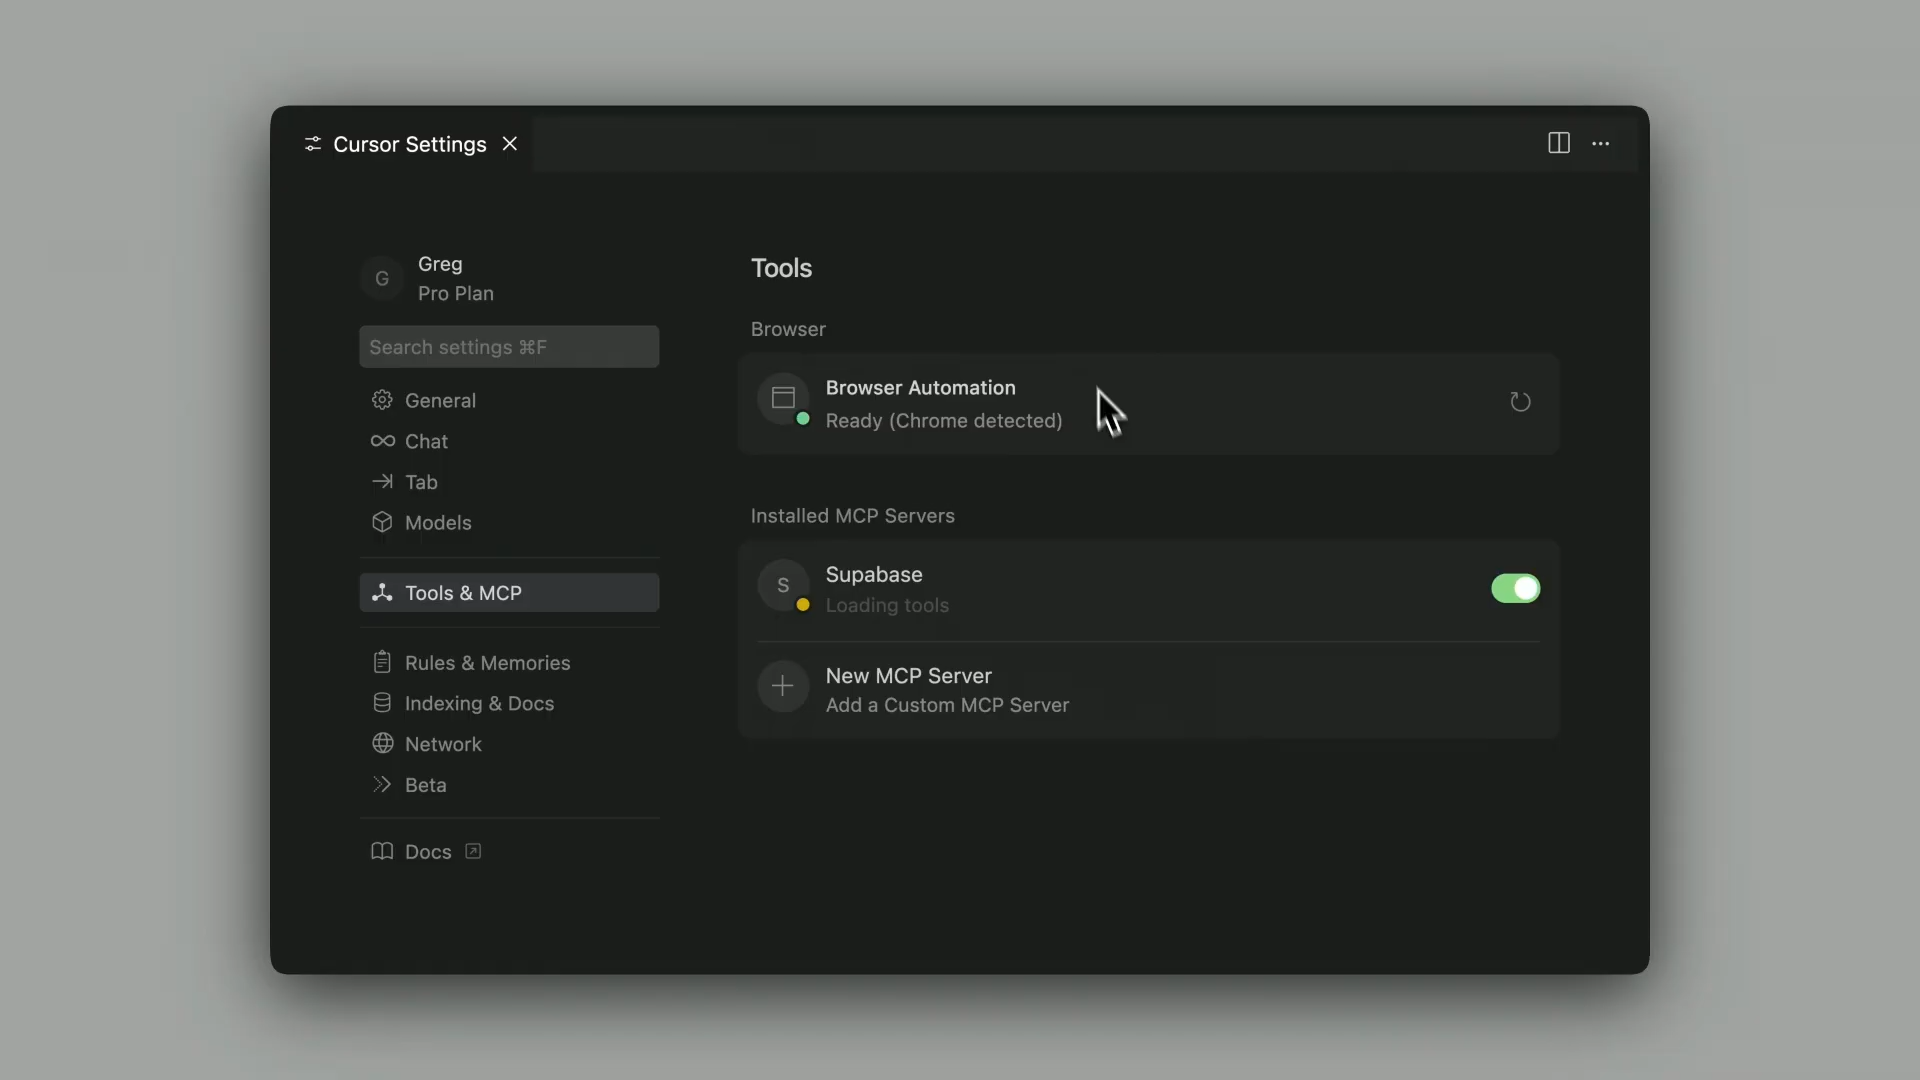 Cursor Settings
G
Greg
Pro Plan
Search settings ⌘F
General
Chat
Tab
Models
Tools & MCP
Rules & Memories
Indexing & Docs
Network
Beta
Docs
Tools
Browser
Browser Automation
Ready (Chrome detected)
Installed MCP Servers
S
Supabase
Loading tools
New MCP Server
Add a Custom MCP Server